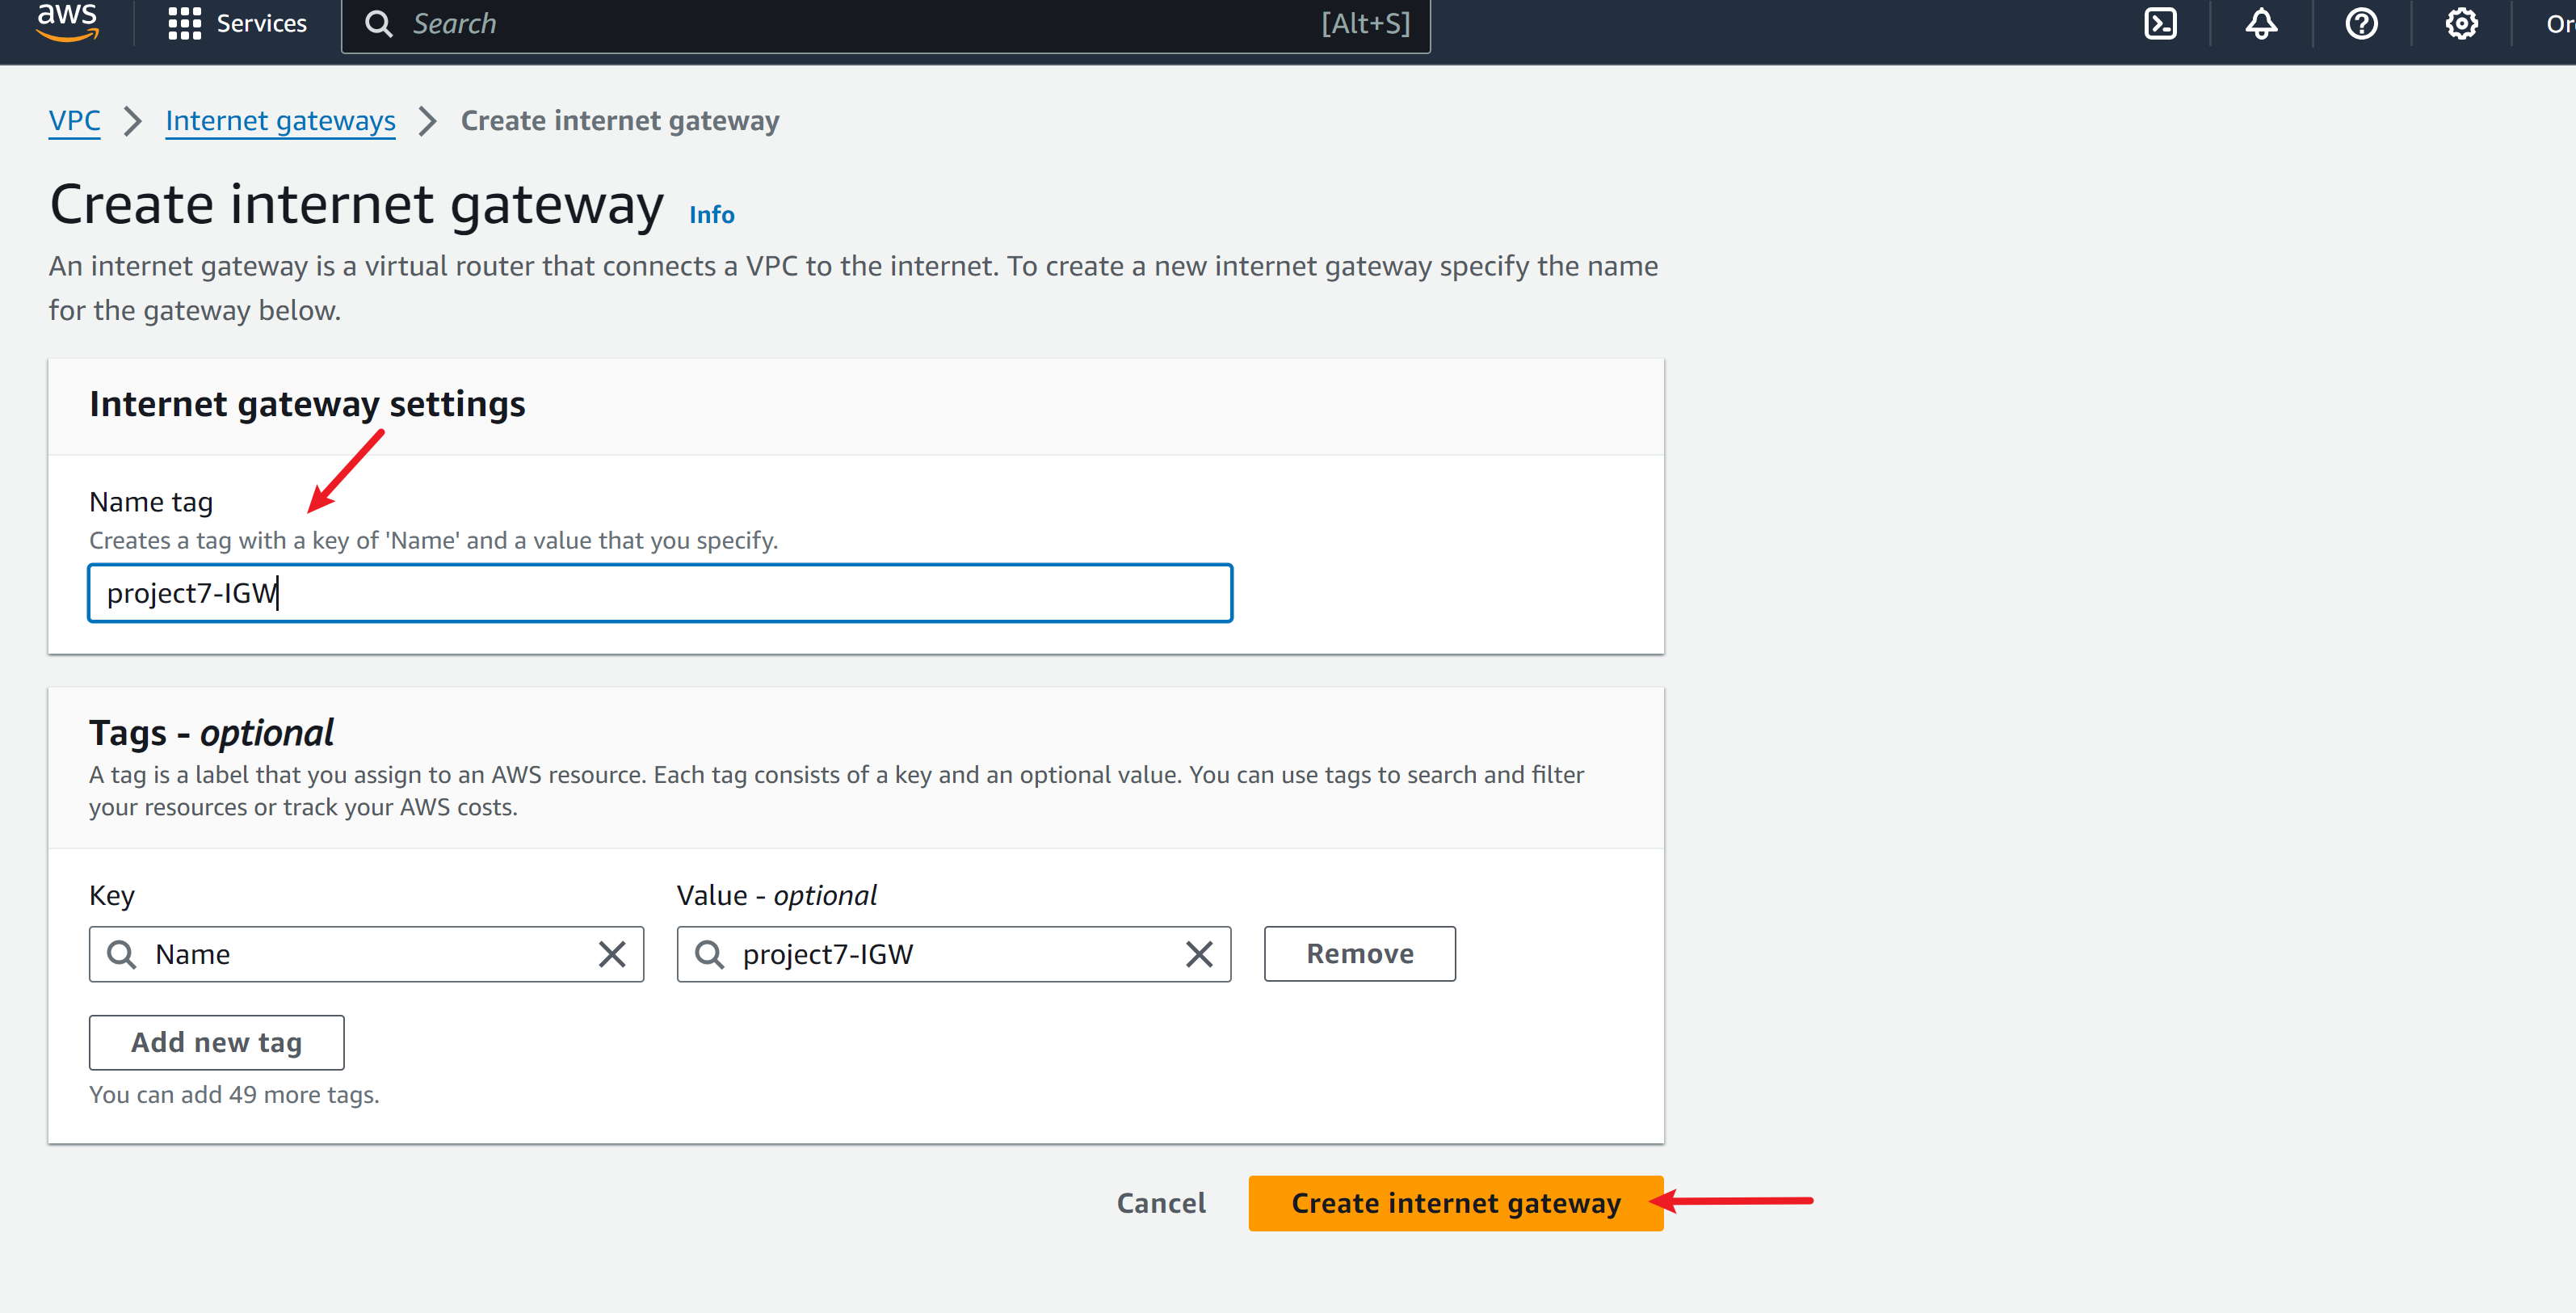 aws
Services
Search
[Alt+S]
VPC
Internet gateways
Create internet gateway
Create internet gateway Info
An internet gateway is a virtual router that connects a VPC to the internet. To create a new internet gateway specify the name
for the gateway below.
Internet gateway settings
Name tag
Creates a tag with a key of 'Name' and a value that you specify.
project7-IGW
Tags - optional
A tag is a label that you assign to an AWS resource. Each tag consists of a key and an optional value. You can use tags to search and filter
your resources or track your AWS costs.
Key
Value - optional
Name
project7-IGW
Remove
Add new tag
You can add 49 more tags.
Cancel
Create internet gateway